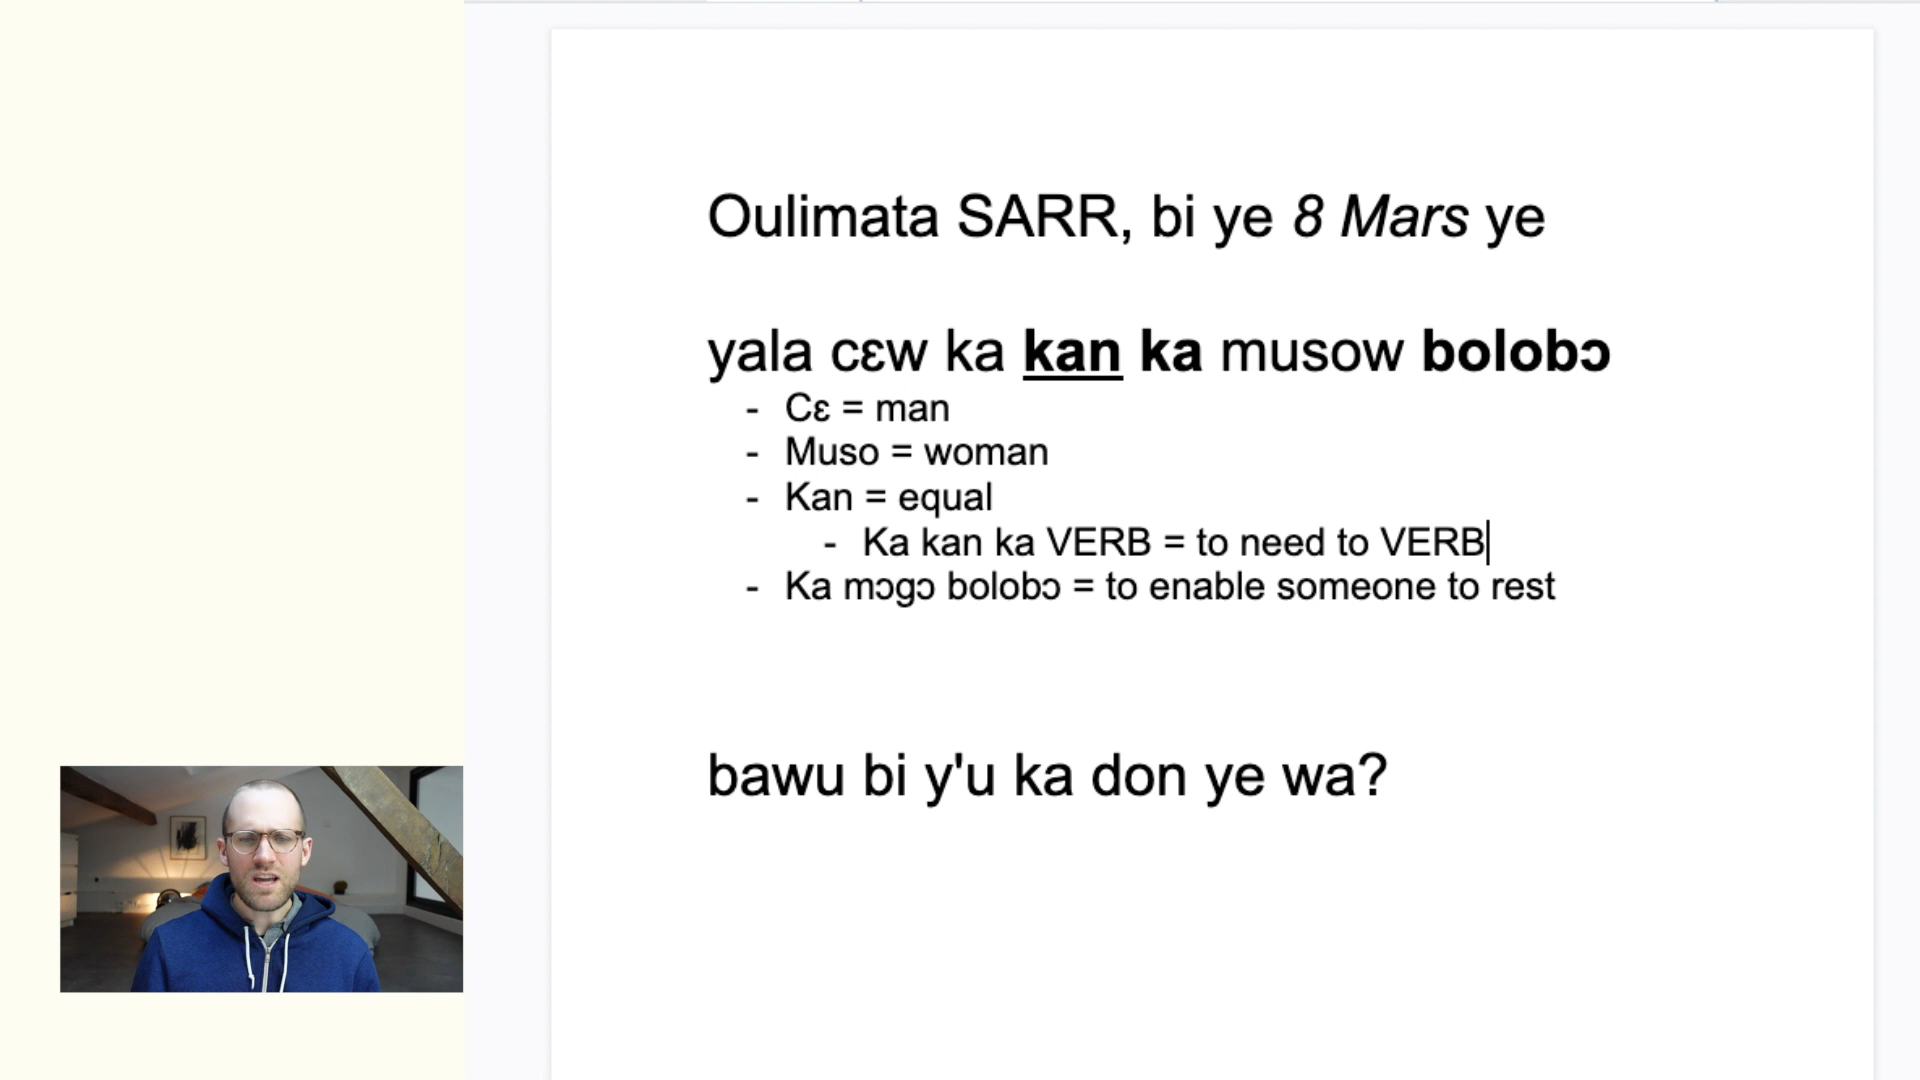 Oulimata SARR, bi ye 8 Mars ye
yala cɛw ka kan ka musow bolobɔ
- Cɛ = man
- Muso = woman
- Kan = equal
- Ka kan ka VERB = to need to VERB
- Ka mɔgɔ bolobɔ = to enable someone to rest
bawu bi y'u ka don ye wa?